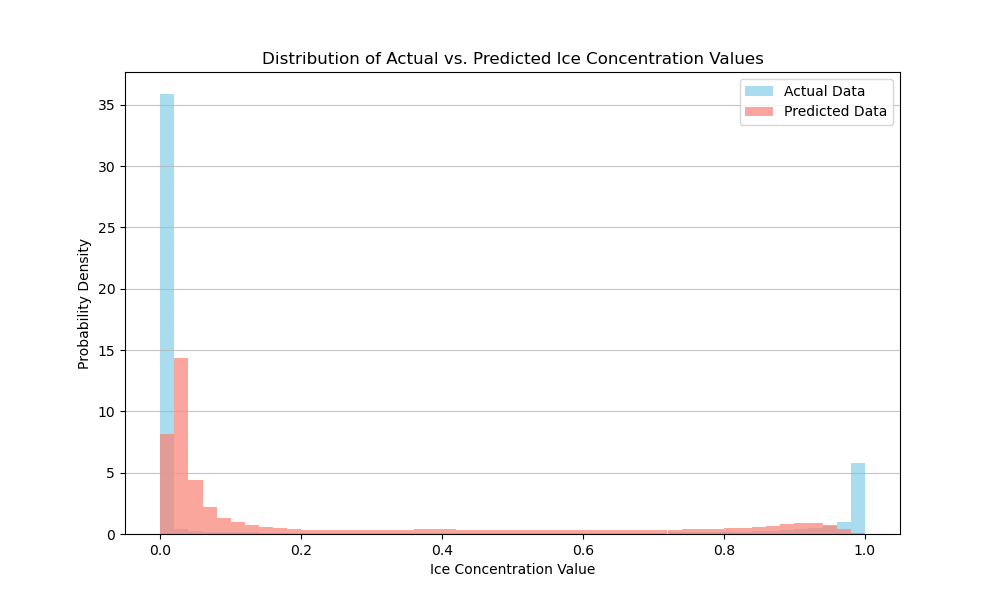 Distribution of Actual vs. Predicted Ice Concentration Values
Actual Data
Predicted Data
35
30
25
20
15
10
5
0
Probability Density
0.0 0.2 0.4 0.6 0.8 1.0
Ice Concentration Value